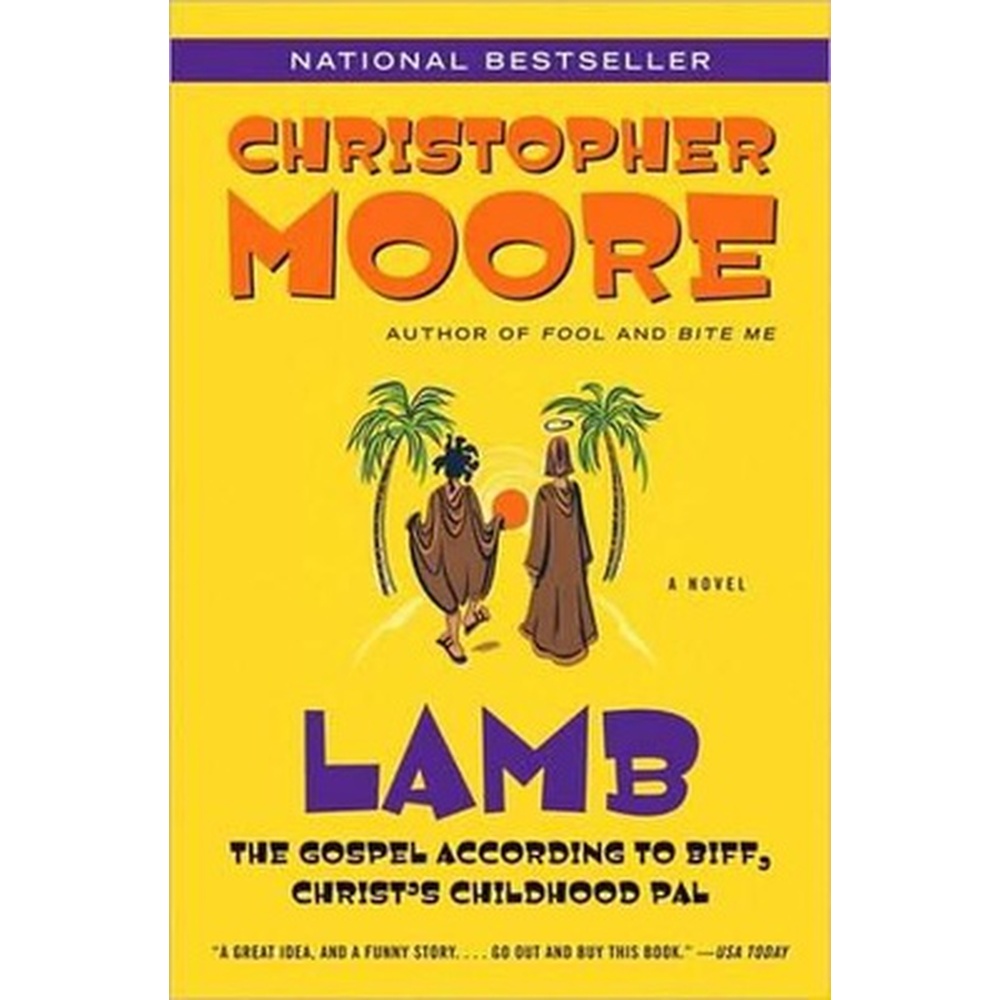 NATIONAL BESTSELLER
CHRISTOPHER
MOORE
AUTHOR OF FOOL AND BITE ME
A NOVEL
LAMB
THE GOSPEL ACCORDING TO BIFF,
CHRIST'S CHILDHOOD PAL
"A GREAT IDEA, AND A FUNNY STORY. . . . GO OUT AND BUY THIS BOOK." —USA TODAY